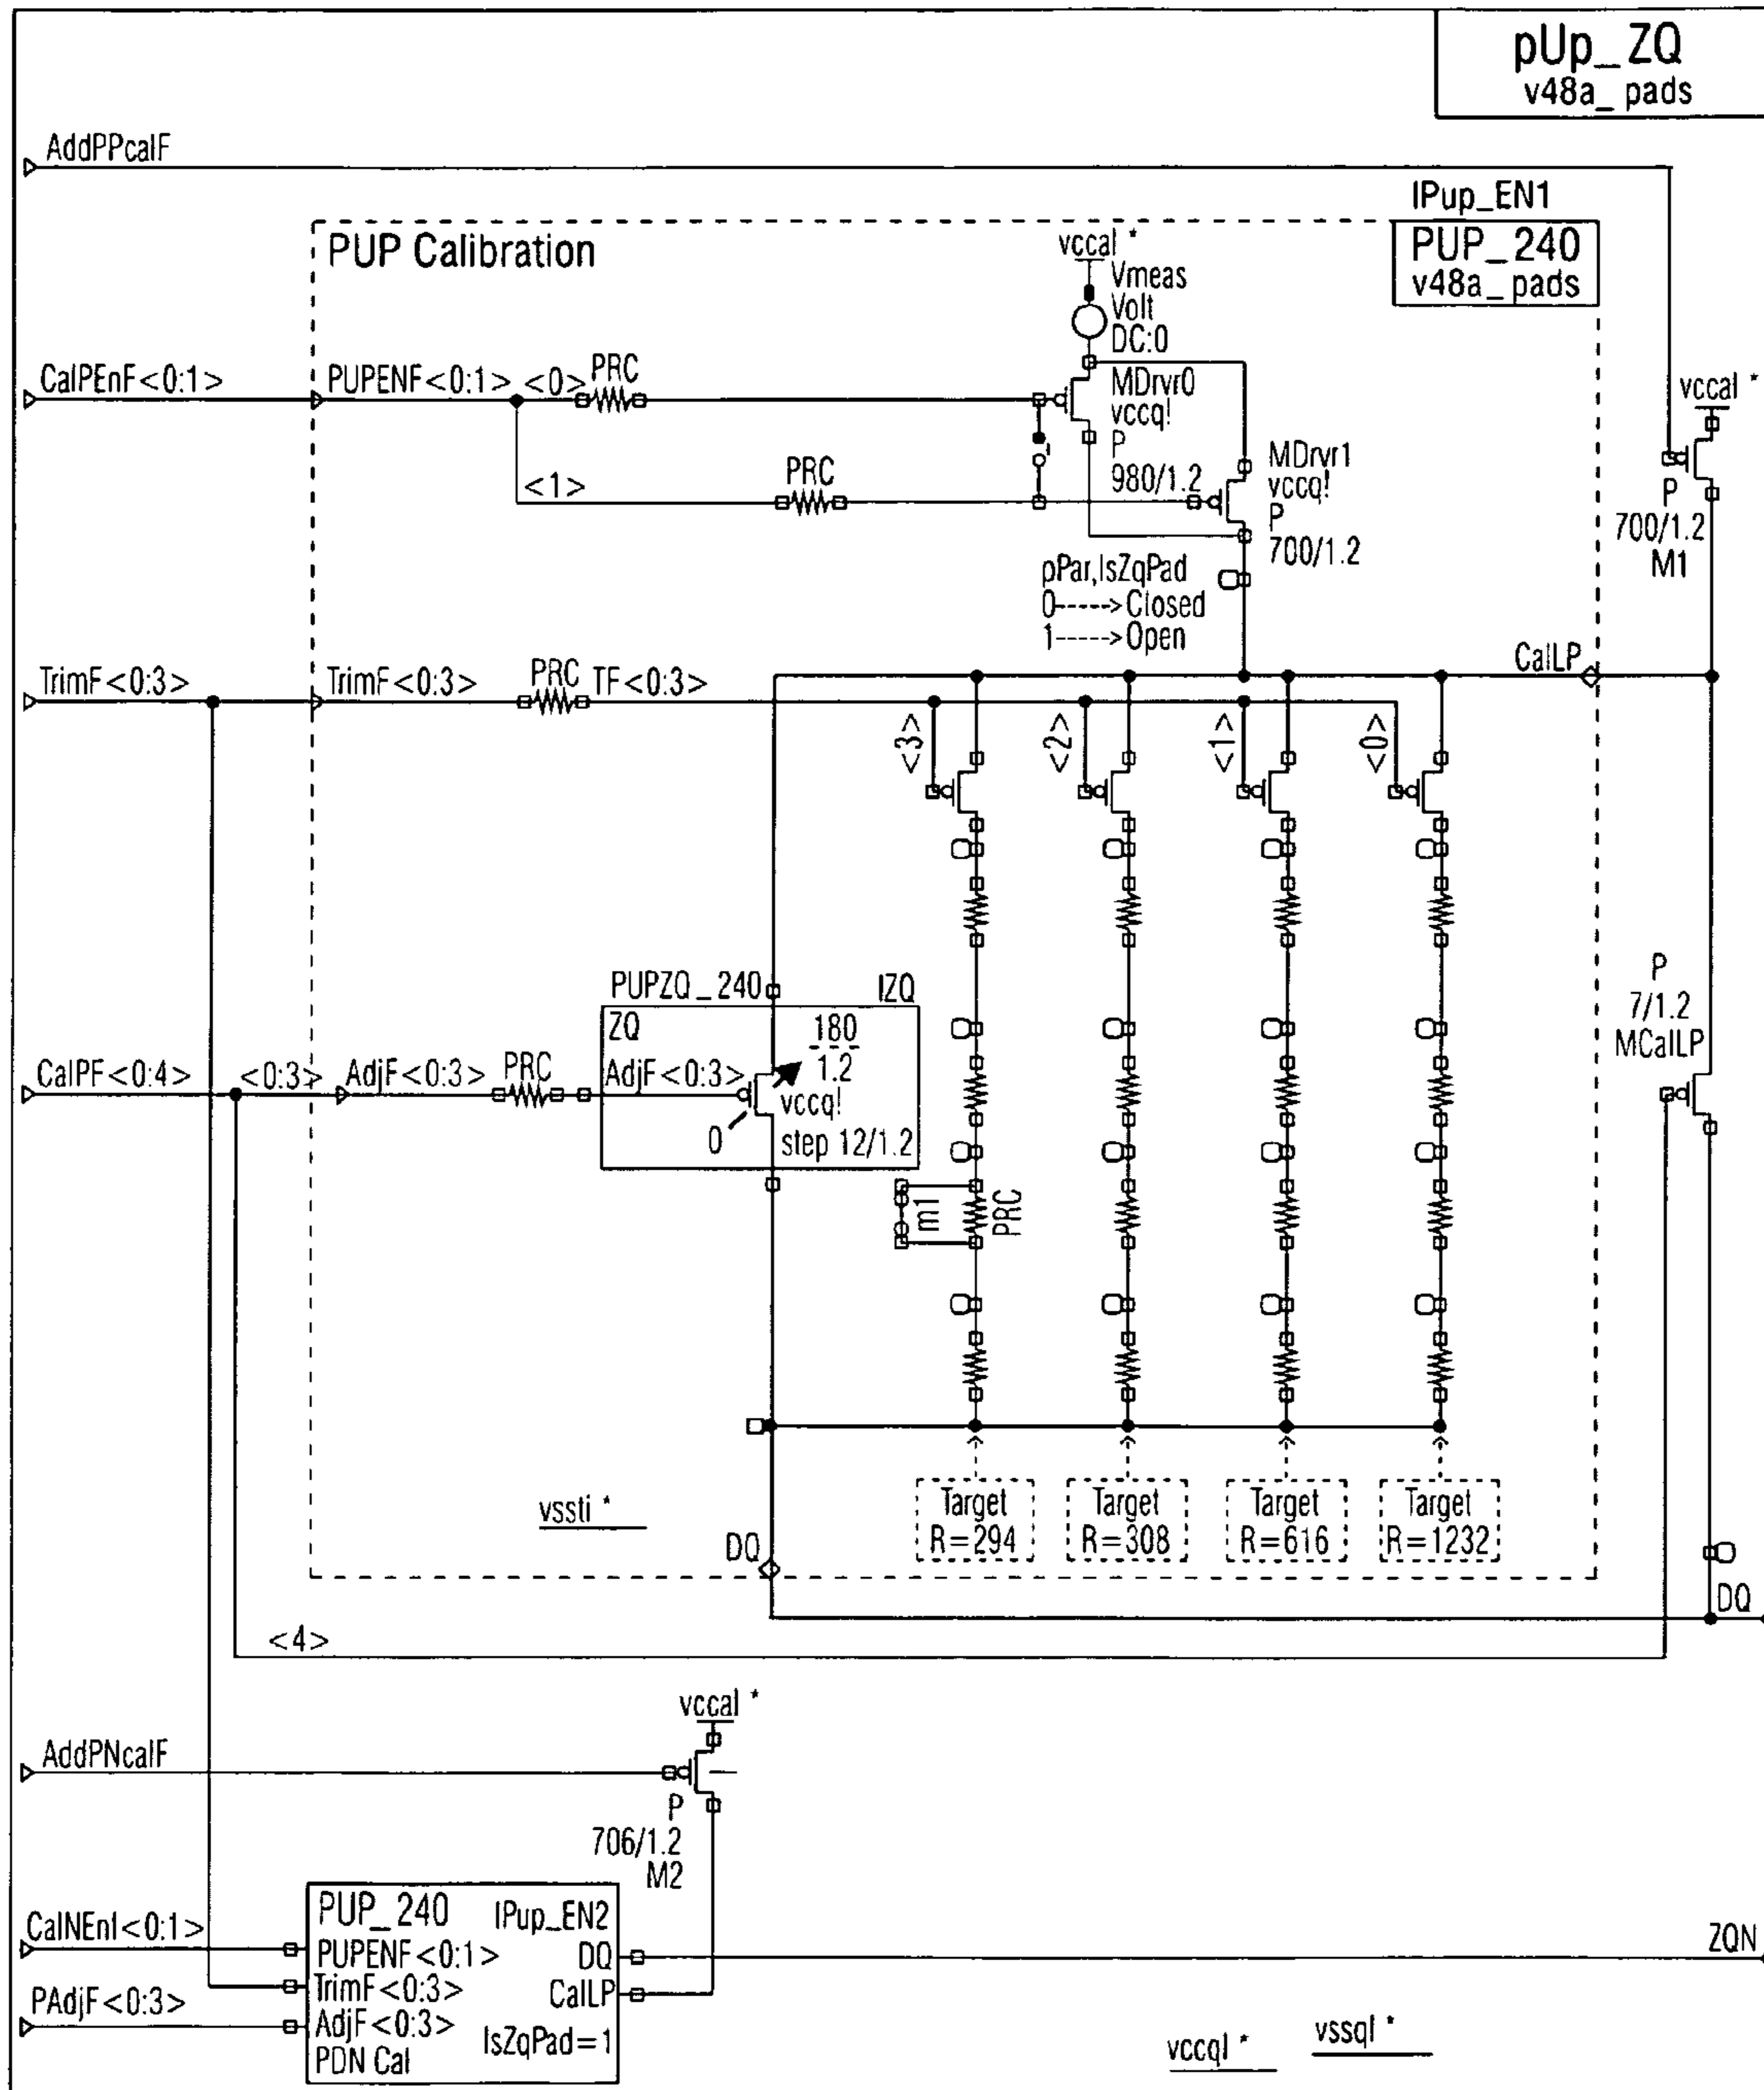 pUp_ZQ
v48a_pads
AddPPcalF
IPup_EN1
PUP_240
v48a_pads
PUP Calibration
vccal *
Vmeas
Volt
DC:0
CalPEnF<0:1>
PUPENF<0:1>
<0>
PRC
MDrvr0
vccq!
P
980/1.2
vccal *
<1>
PRC
MDrvr1
vccq!
P
700/1.2
P
700/1.2
M1
pPar,IsZqPad
0----->Closed
1----->Open
CalLP
TrimF<0:3>
TrimF<0:3>
PRC
TF<0:3>
<3>
<2>
<1>
<0>
PUPZQ_240
IZQ
ZQ
180
1.2
AdjF<0:3>
vccq!
0
step 12/1.2
P
7/1.2
MCalLP
CalPF<0:4>
<0:3>
AdjF<0:3>
PRC
m1
PRC
vssti *
Target
R=294
Target
R=308
Target
R=616
Target
R=1232
DQ
DQ
<4>
vccal *
AddPNcalF
P
706/1.2
M2
CalNEnI<0:1>
PAdjF<0:3>
PUP_240
IPup_EN2
PUPENF<0:1>
DQ
TrimF<0:3>
CalLP
AdjF<0:3>
IsZqPad=1
PDN Cal
ZQN
vccql *
vssql *